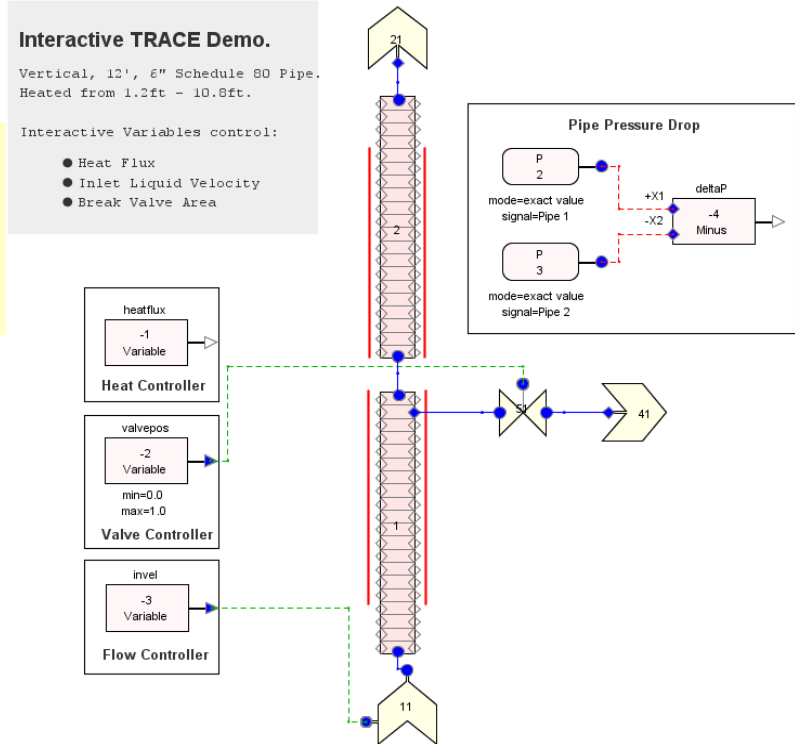 Interactive TRACE Demo.
Vertical, 12', 6" Schedule 80 Pipe.
Heated from 1.2ft - 10.8ft.
Interactive Variables control:
● Heat Flux
● Inlet Liquid Velocity
● Break Valve Area
21
2
Pipe Pressure Drop
P
2
mode=exact value
signal=Pipe 1
P
3
mode=exact value
signal=Pipe 2
+X1
-X2
deltaP
-4
Minus
heatflux
-1
Variable
Heat Controller
valvepos
-2
Variable
min=0.0
max=1.0
Valve Controller
invel
-3
Variable
Flow Controller
51
41
1
11